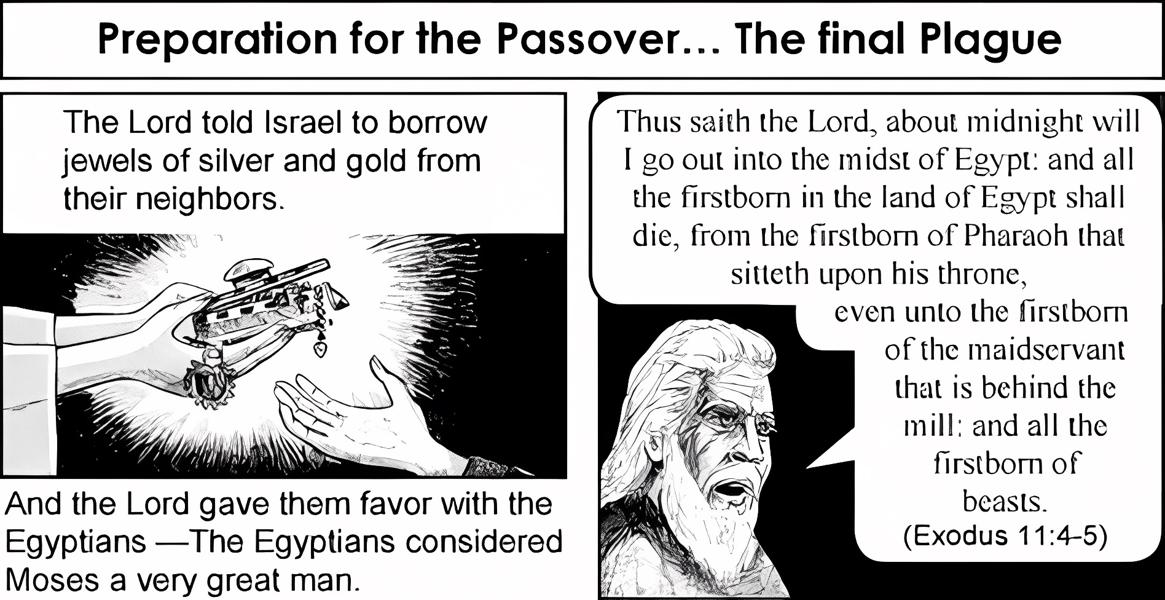 Preparation for the Passover... The final Plague
The Lord told Israel to borrow
jewels of silver and gold from
their neighbors.
And the Lord gave them favor with the
Egyptians —The Egyptians considered
Moses a very great man.
Thus saith the Lord, about midnight will
I go out into the midst of Egypt: and all
the firstborn in the land of Egypt shall
die, from the firstborn of Pharaoh that
sitteth upon his throne,
even unto the firstborn
of the maidservant
that is behind the
mill: and all the
firstborn of
beasts.
(Exodus 11:4-5)